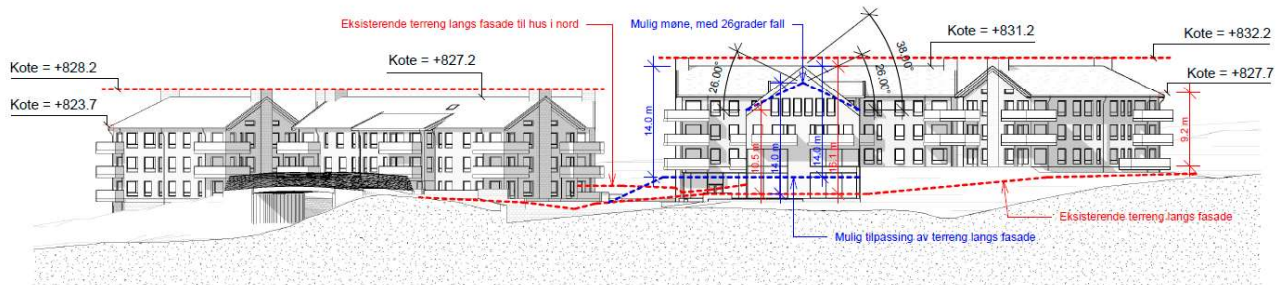 Eksisterende terreng langs fasade til hus i nord
Mulig møne, med 26grader fall
Kote = +831.2
Kote = +832.2
Kote = +828.2
Kote = +827.2
Kote = +827.7
Kote = +823.7
26.00°
38.00°
26.00°
14.0 m
10.5 m
14.0 m
14.0 m
16.1 m
9.2 m
Eksisterende terreng langs fasade
Mulig tilpassing av terreng langs fasade